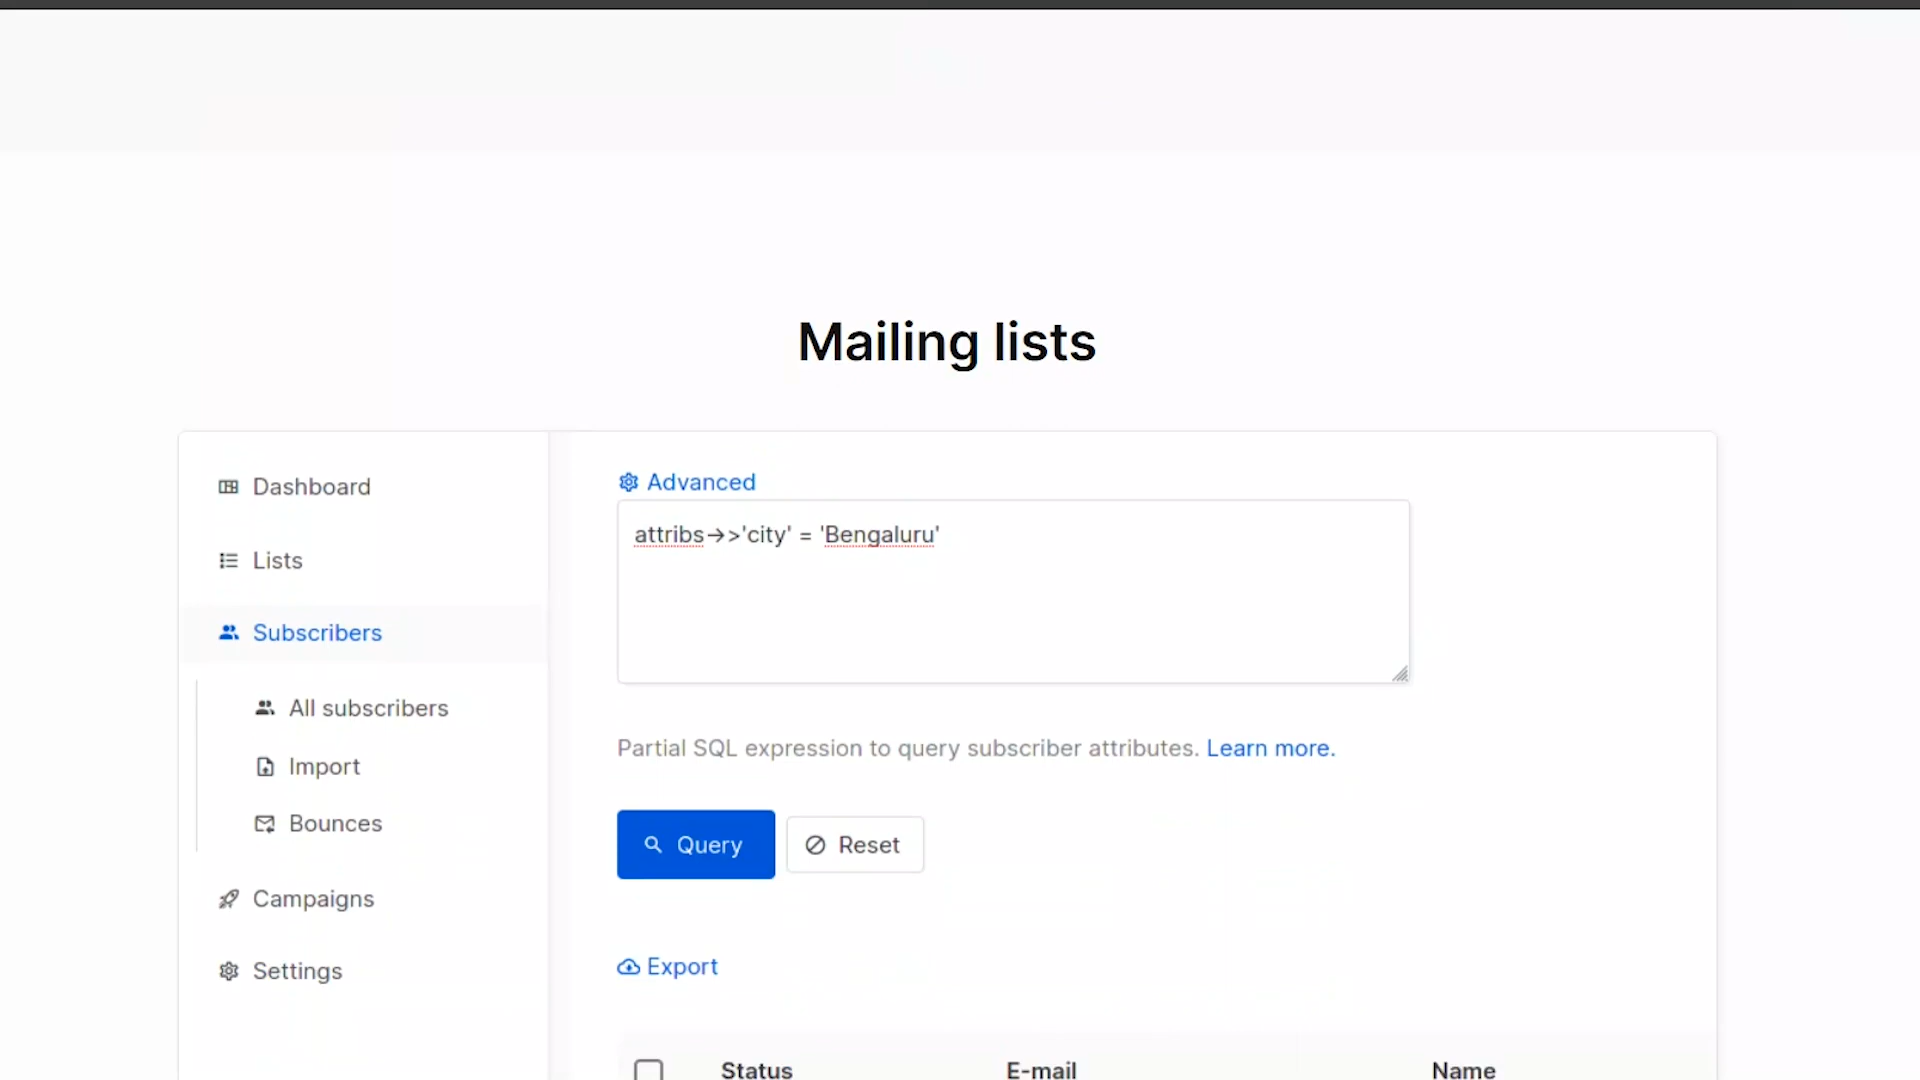 Mailing lists
Dashboard
Lists
Subscribers
All subscribers
Import
Bounces
Campaigns
Settings
Advanced
attribs->>'city' = 'Bengaluru'
Partial SQL expression to query subscriber attributes. Learn more.
Query
Reset
Export
Status E-mail Name